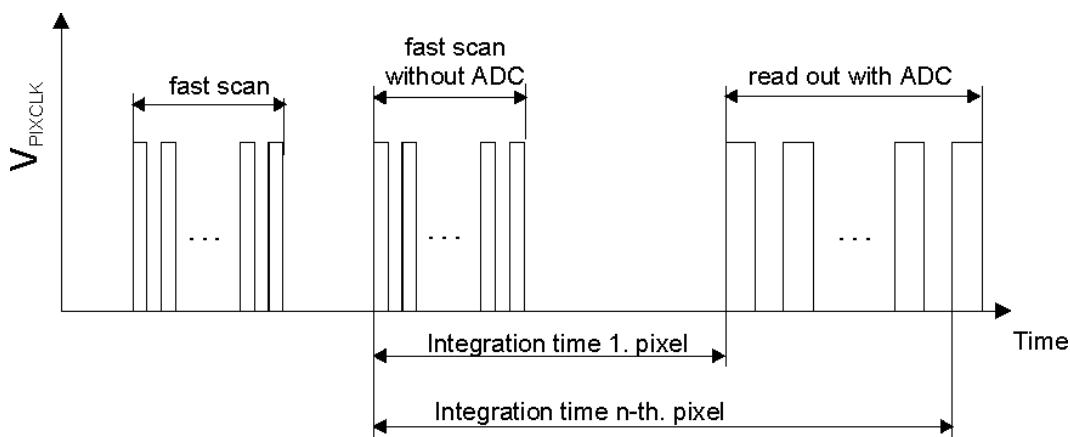 fast scan
without ADC
fast scan
read out with ADC
VPIXCLK
. . .
. . .
. . .
Time
Integration time 1. pixel
Integration time n-th. pixel